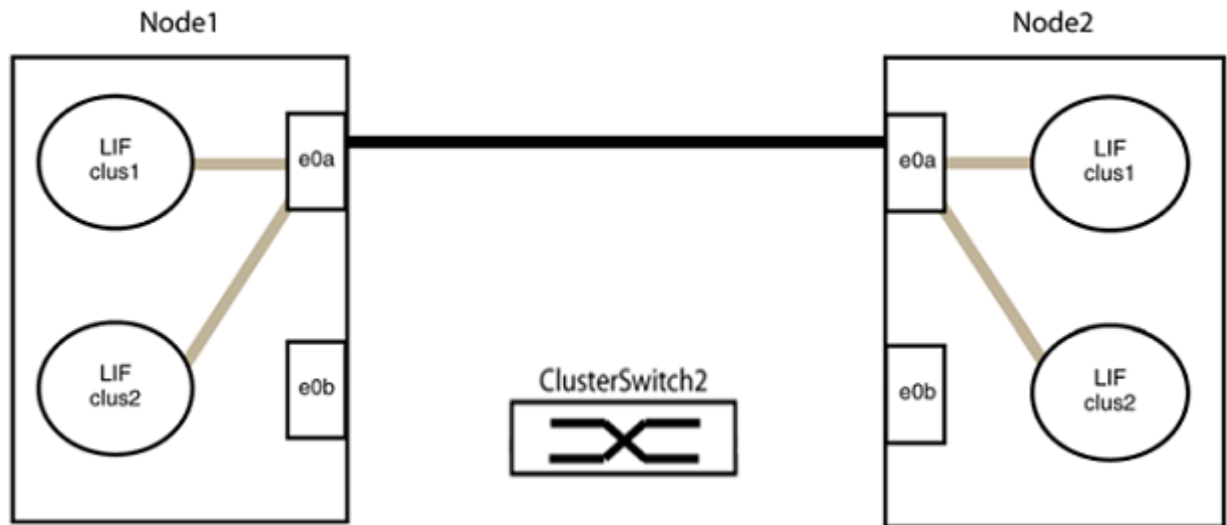 Node1
Node2
LIF
clus1
e0a
e0a
LIF
clus1
LIF
clus2
e0b
ClusterSwitch2
e0b
LIF
clus2